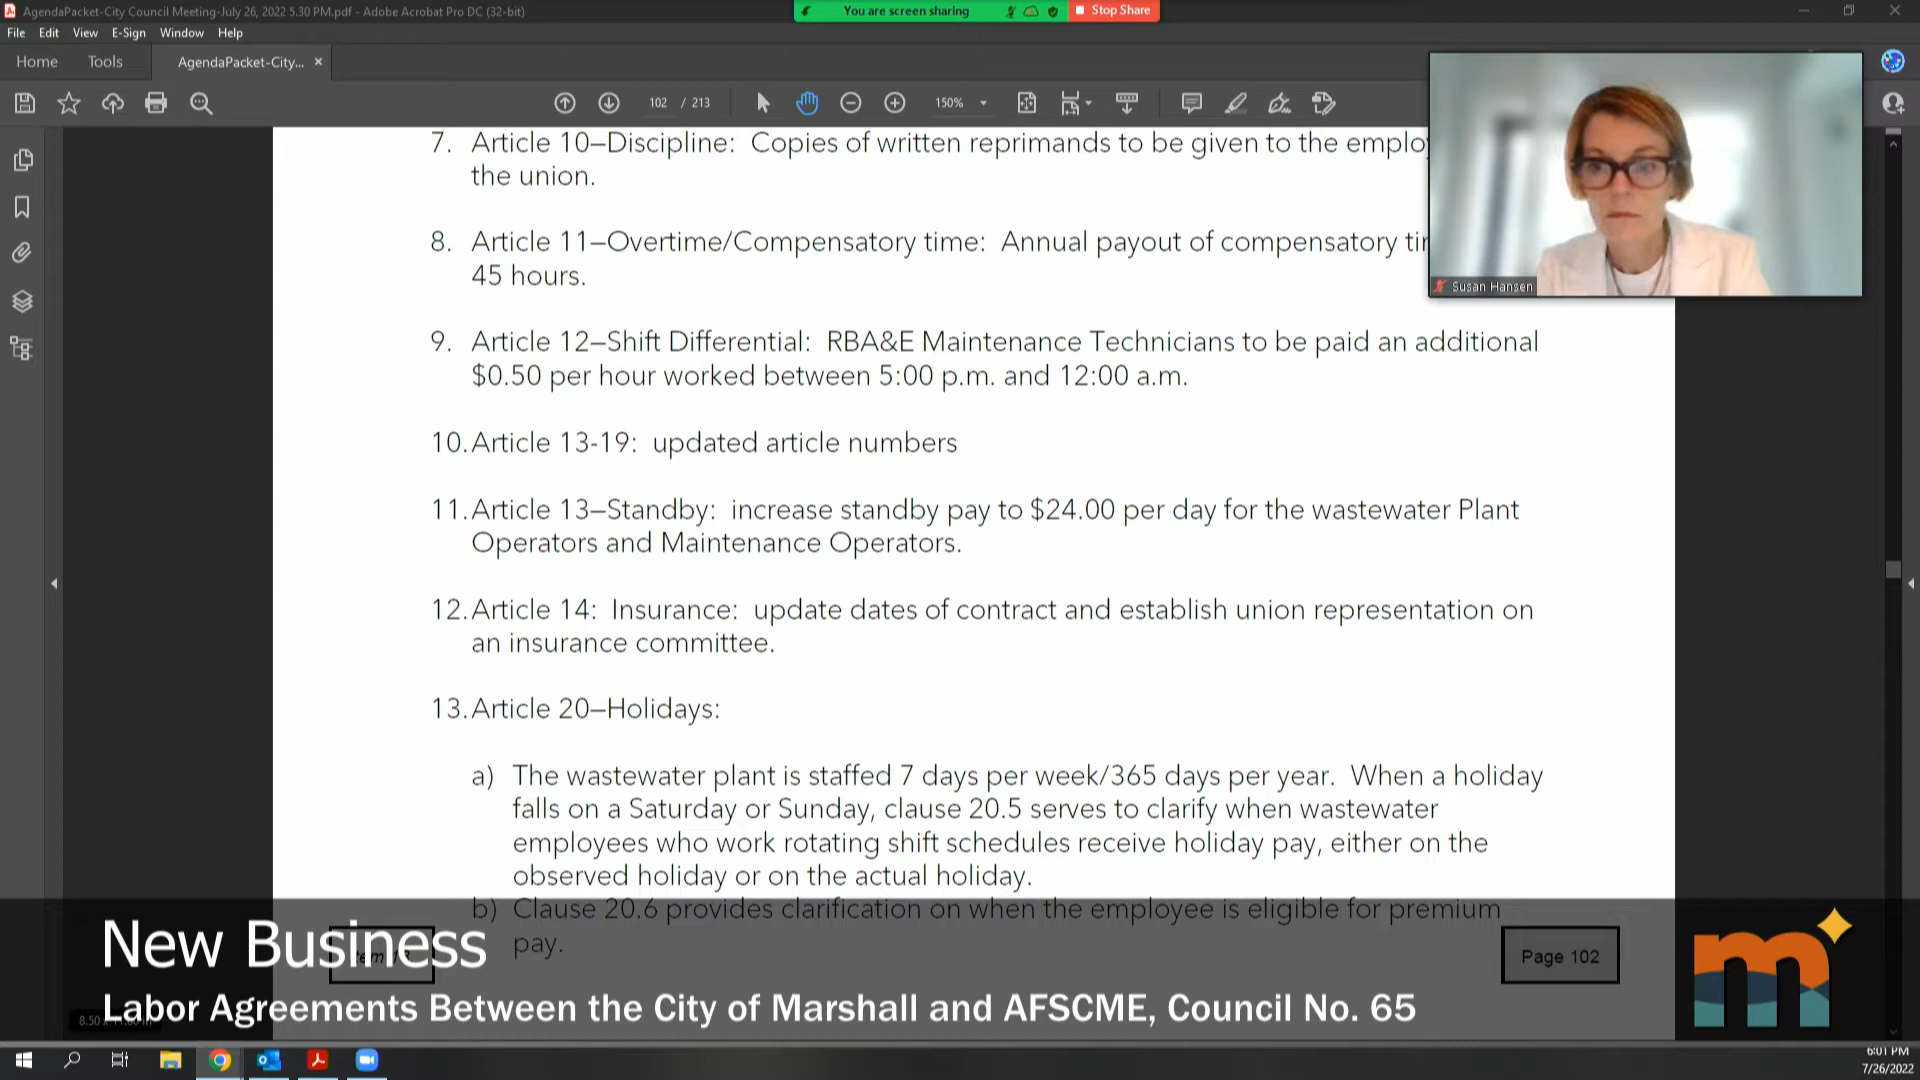 AgendaPacket-City Council Meeting-July 26, 2022 5.30 PM.pdf - Adobe Acrobat Pro DC (32-bit)
You are screen sharing
Stop Share
File Edit View E-Sign Window Help
Home Tools AgendaPacket-City... ×
102 / 213
150%
7. Article 10–Discipline: Copies of written reprimands to be given to the emplo
the union.
8. Article 11–Overtime/Compensatory time: Annual payout of compensatory
45 hours.
Susan Hansen
9. Article 12–Shift Differential: RBA&E Maintenance Technicians to be paid an additional
$0.50 per hour worked between 5:00 p.m. and 12:00 a.m.
10. Article 13-19: updated article numbers
11. Article 13–Standby: increase standby pay to $24.00 per day for the wastewater Plant
Operators and Maintenance Operators.
12. Article 14: Insurance: update dates of contract and establish union representation on
an insurance committee.
13. Article 20–Holidays:
a) The wastewater plant is staffed 7 days per week/365 days per year. When a holiday
falls on a Saturday or Sunday, clause 20.5 serves to clarify when wastewater
employees who work rotating shift schedules receive holiday pay, either on the
observed holiday or on the actual holiday.
b) Clause 20.6 provides clarification on when the employee is eligible for premium
pay.
Page 102
New Business
Labor Agreements Between the City of Marshall and AFSCME, Council No. 65
m
6:01 PM
7/26/2022